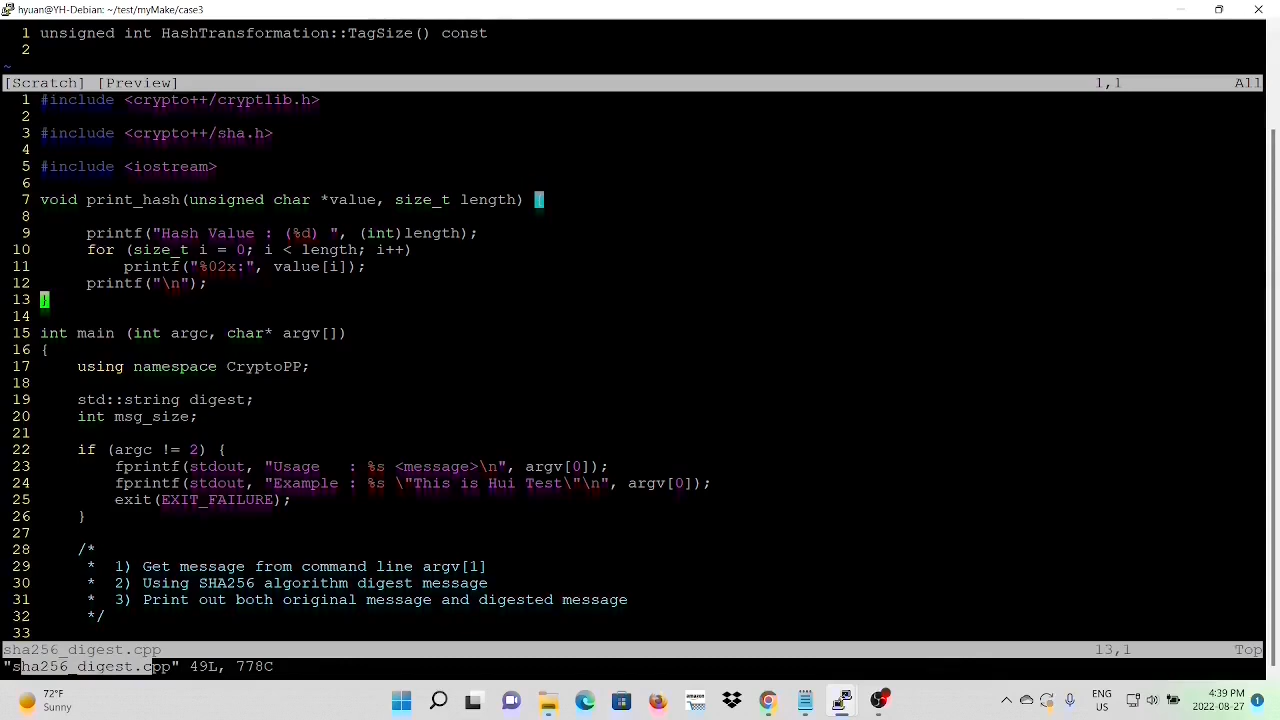 hyuan@YH-Debian: ~/test/myMake/case3
1 unsigned int HashTransformation::TagSize() const
2
~
[Scratch] [Preview] 1,1 All
1 #include <crypto++/cryptlib.h>
2
3 #include <crypto++/sha.h>
4
5 #include <iostream>
6
7 void print_hash(unsigned char *value, size_t length) {
8
9     printf("Hash Value : (%d) ", (int)length);
10     for (size_t i = 0; i < length; i++)
11         printf("%02x:", value[i]);
12     printf("\n");
13 }
14
15 int main (int argc, char* argv[])
16 {
17    using namespace CryptoPP;
18
19    std::string digest;
20    int msg_size;
21
22    if (argc != 2) {
23        fprintf(stdout, "Usage   : %s <message>\n", argv[0]);
24        fprintf(stdout, "Example : %s \"This is Hui Test\"\n", argv[0]);
25        exit(EXIT_FAILURE);
26    }
27
28    /*
29     *  1) Get message from command line argv[1]
30     *  2) Using SHA256 algorithm digest message
31     *  3) Print out both original message and digested message
32     */
33
sha256_digest.cpp 13,1 Top
"sha256_digest.cpp" 49L, 778C
72°F
Sunny
amazon
ENG
US
4:39 PM
2022-08-27
1